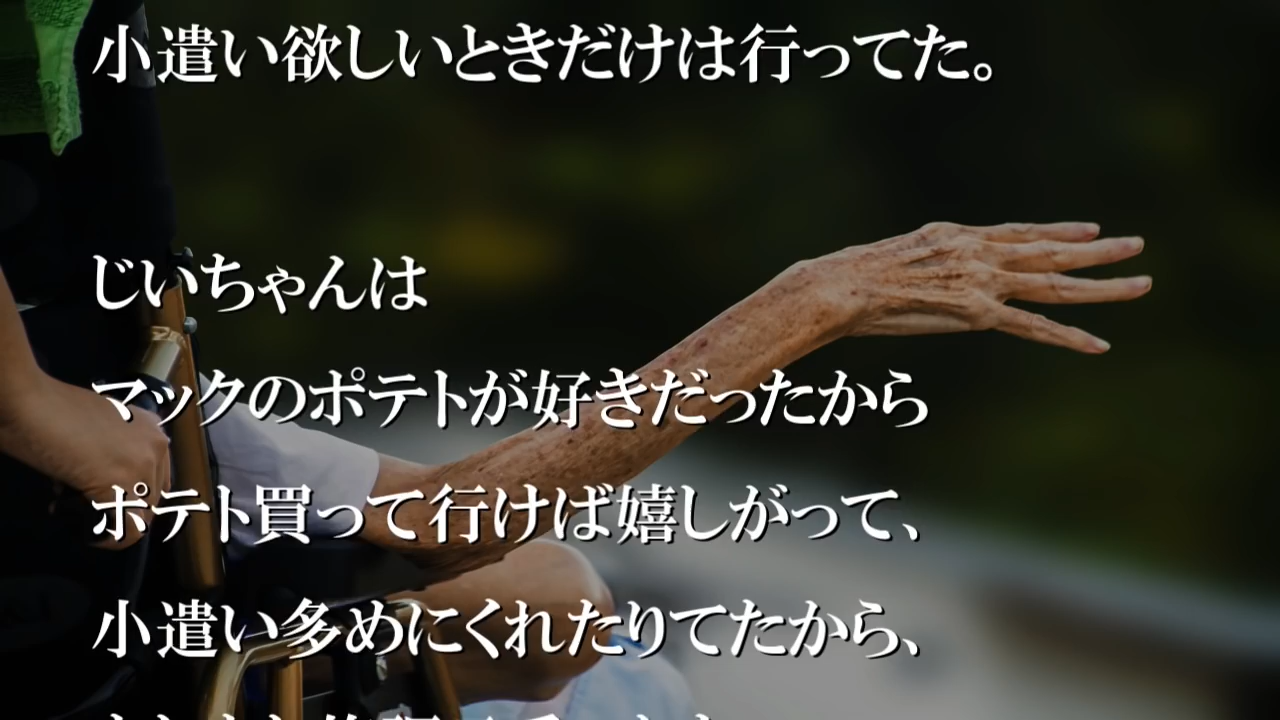 小遣い欲しいときだけは行ってた。
じいちゃんは
マックのポテトが好きだったから
ポテト買って行けば嬉しがって、
小遣い多めにくれたりてたから、